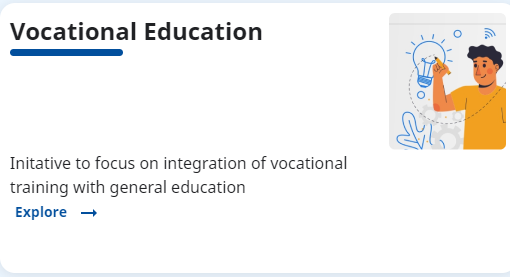 Vocational Education
Initative to focus on integration of vocational
training with general education
Explore →